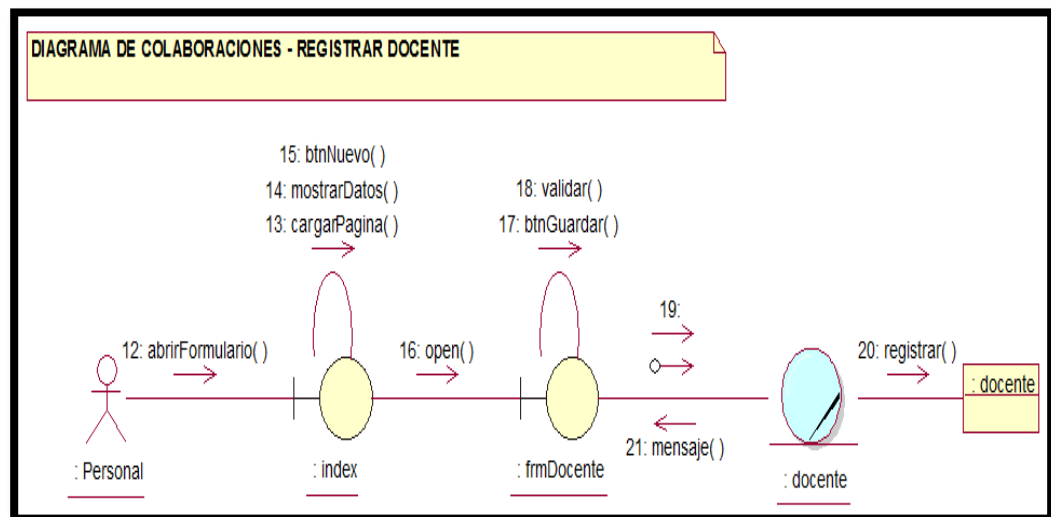 DIAGRAMA DE COLABORACIONES - REGISTRAR DOCENTE
15: btnNuevo( )
14: mostrarDatos( )
13: cargarPagina( )
18: validar( )
17: btnGuardar( )
19:
12: abrirFormulario( )
16: open( )
20: registrar( )
: docente
21: mensaje( )
: Personal
: index
: frmDocente
: docente